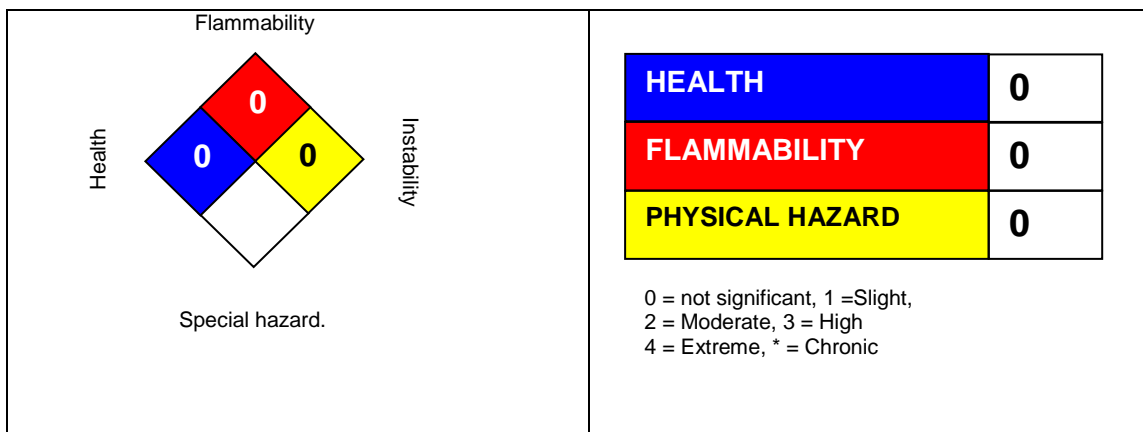 Flammability
0
Health
0
0
Instability
Special hazard.
HEALTH 0
FLAMMABILITY 0
PHYSICAL HAZARD 0
0 = not significant, 1 =Slight,
2 = Moderate, 3 = High
4 = Extreme, * = Chronic